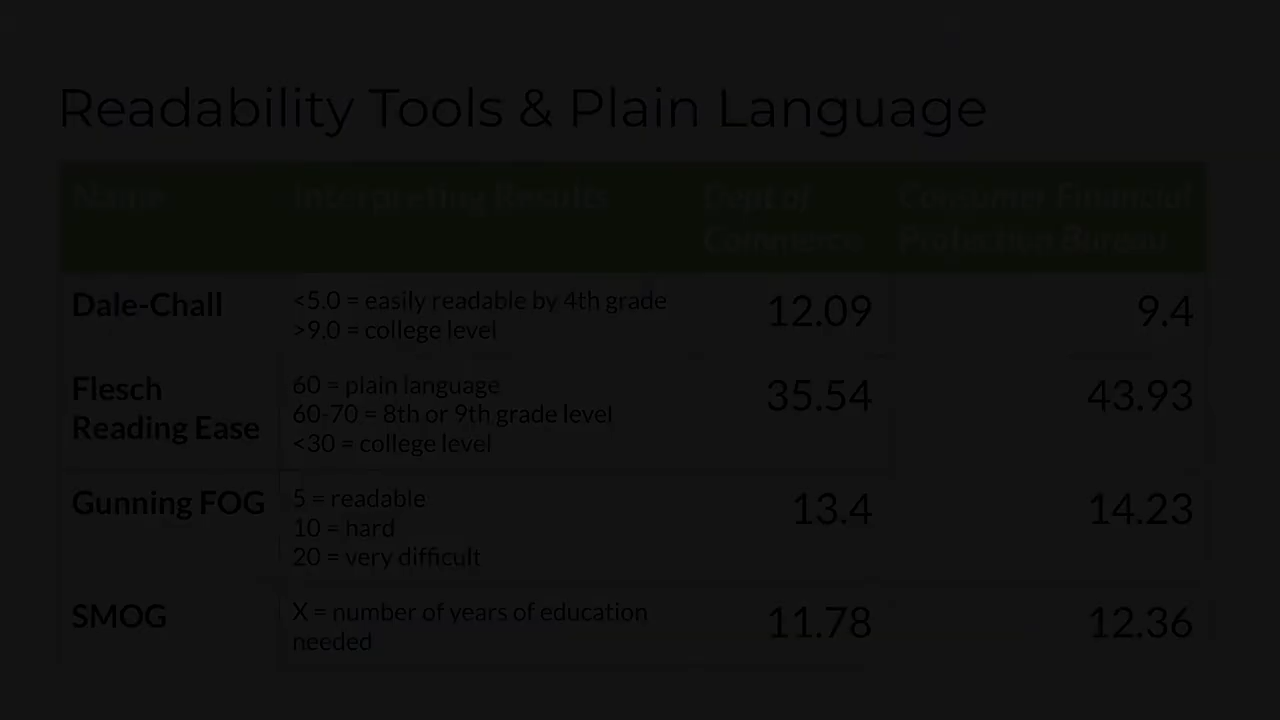 Readability Tools & Plain Language
Name Interpreting Results Dept of Commerce Consumer Financial Protection Bureau
Dale-Chall <5.0 = easily readable by 4th grade 12.09 9.4
>9.0 = college level
Flesch 60 = plain language 35.54 43.93
Reading Ease 60-70 = 8th or 9th grade level
<30 = college level
Gunning FOG 5 = readable 13.4 14.23
10 = hard
20 = very difficult
SMOG X = number of years of education 11.78 12.36
needed